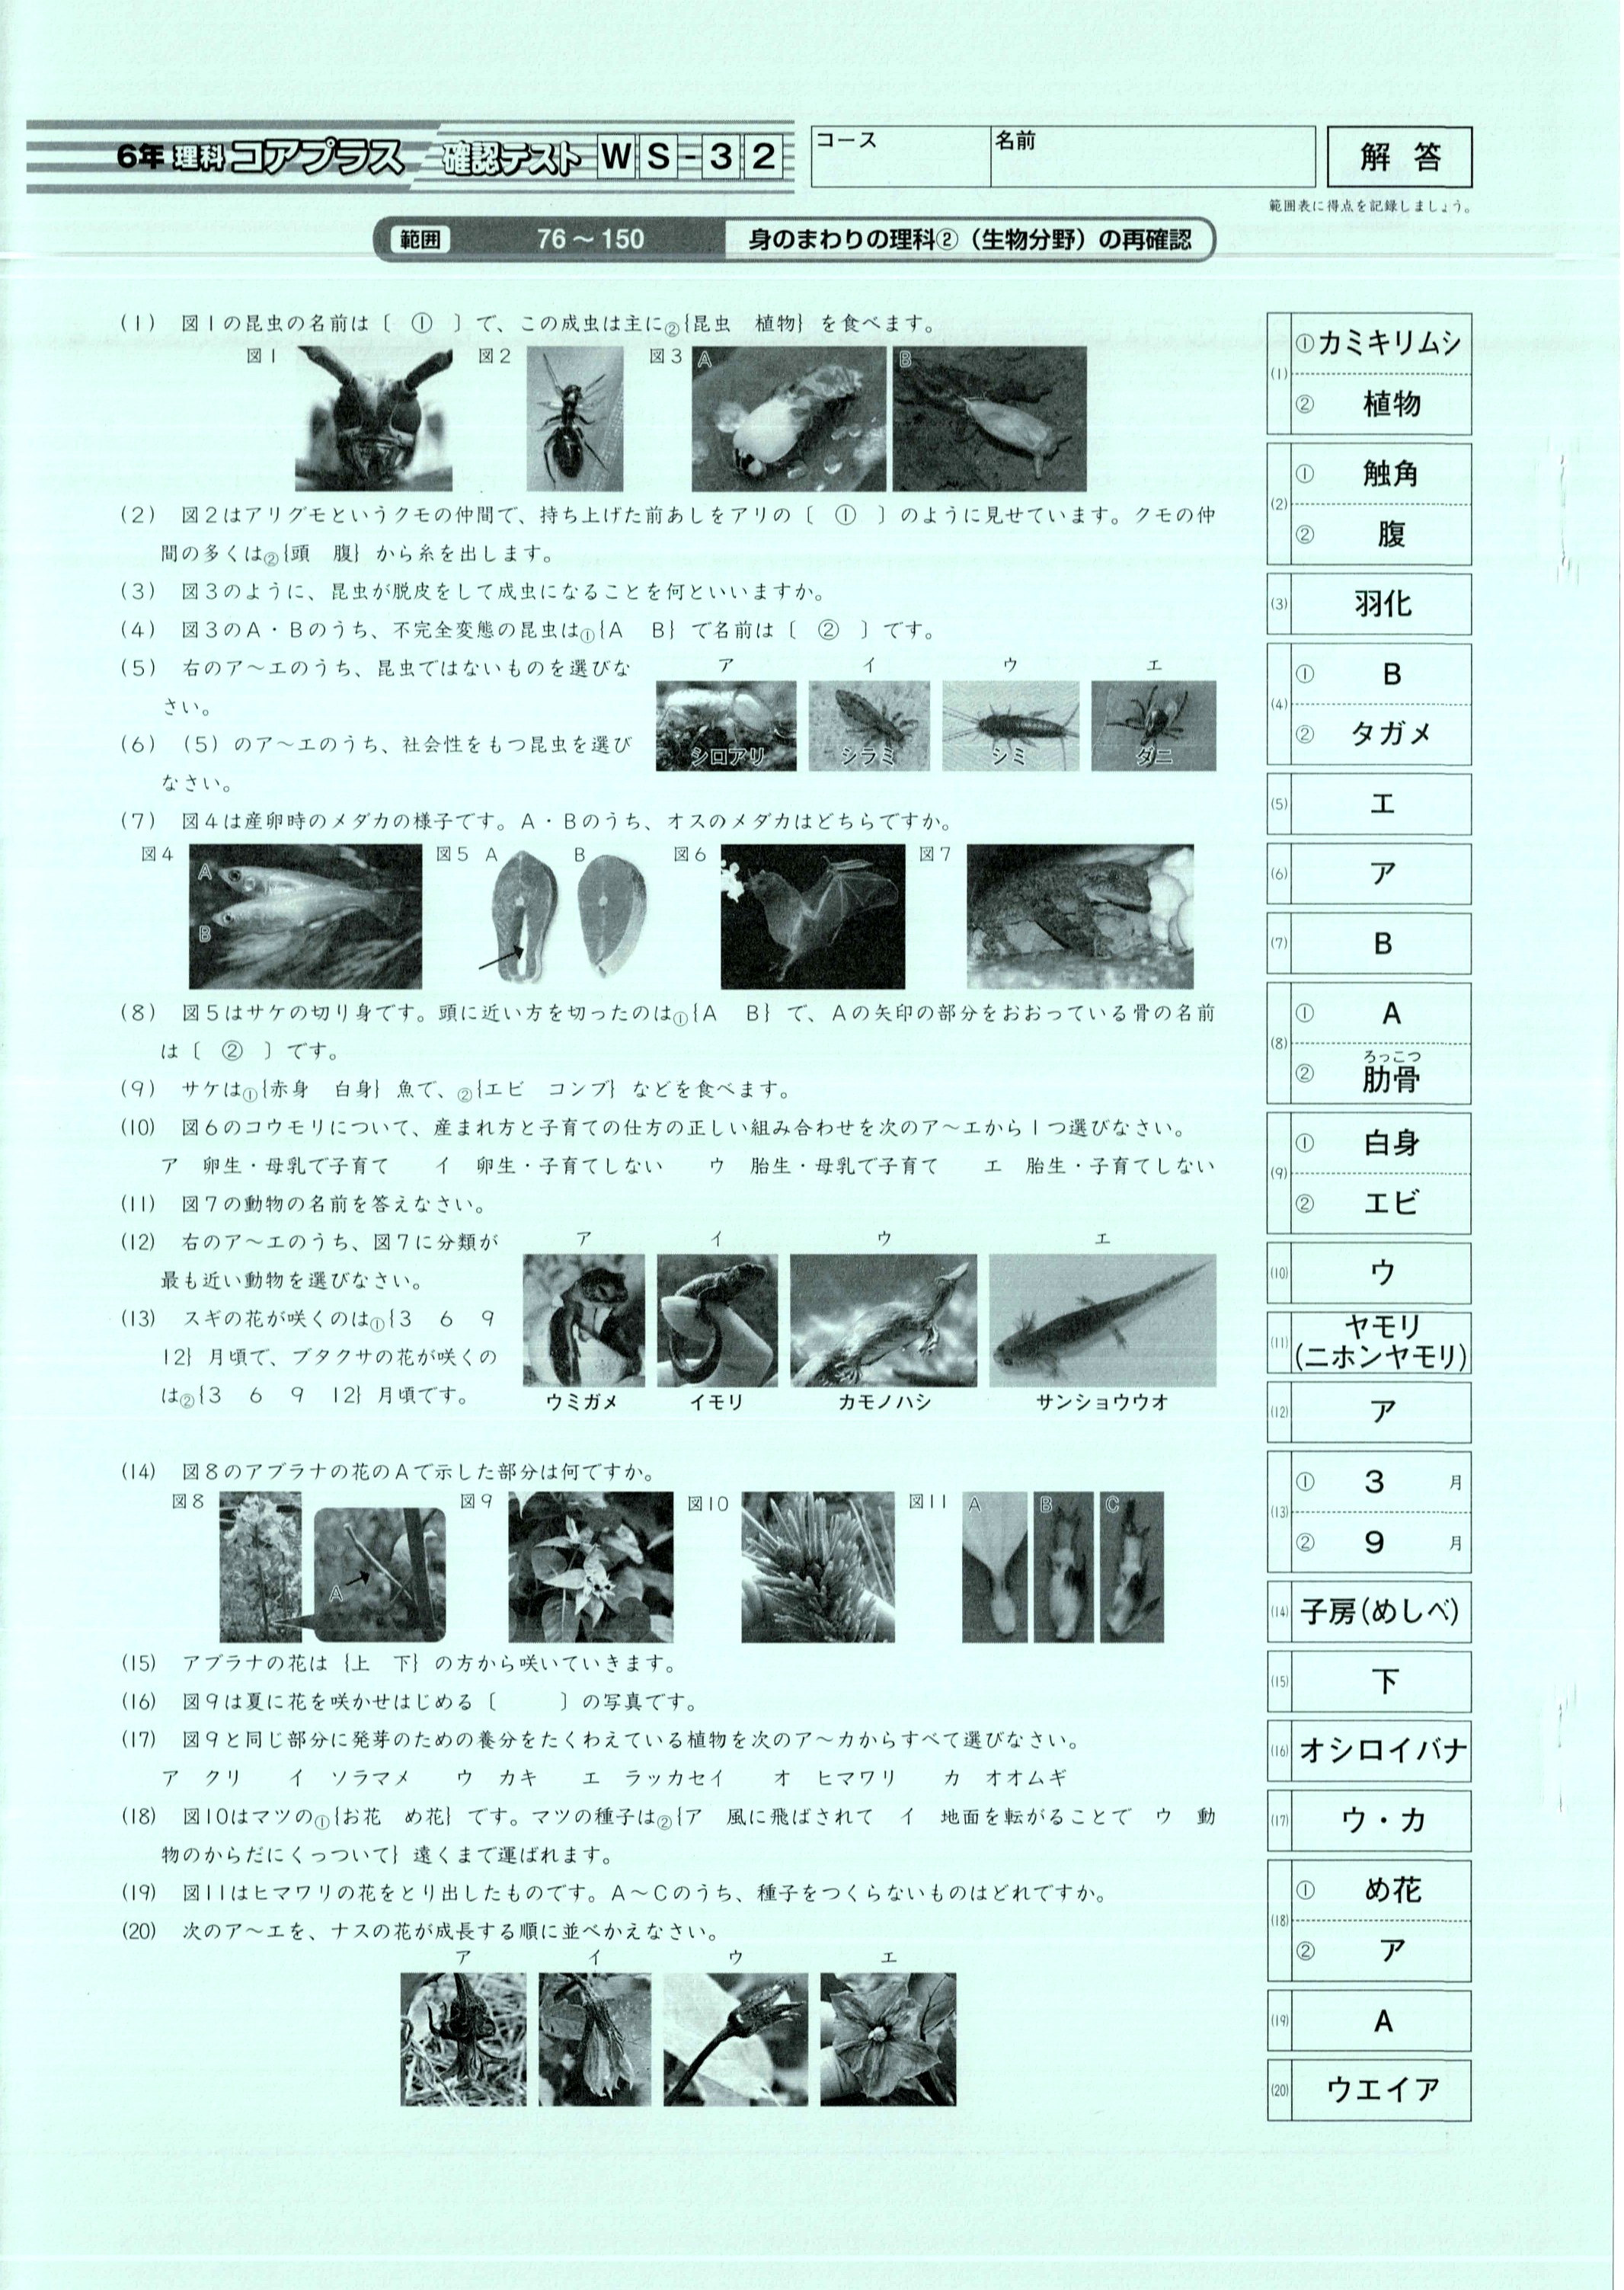 6年 理科 コアプラス 確認テスト WS-32
コース
名前
解答
範囲表に得点を記録しましょう。
範囲 76～150 身のまわりの理科②（生物分野）の再確認
(1) 図1の昆虫の名前は〔 ① 〕で、この成虫は主に②{昆虫 植物} を食べます。
図1 図2 図3 A B
(2) 図2はアリグモというクモの仲間で、持ち上げた前あしをアリの〔 ① 〕のように見せています。クモの仲
間の多くは②{頭 腹} から糸を出します。
(3) 図3のように、昆虫が脱皮をして成虫になることを何といいますか。
(4) 図3のA・Bのうち、不完全変態の昆虫は①{A B} で名前は〔 ② 〕です。
(5) 右のア～エのうち、昆虫ではないものを選びな
さい。
(6) (5)のア～エのうち、社会性をもつ昆虫を選び
なさい。
ア イ ウ エ
シロアリ シラミ シミ ダニ
(7) 図4は産卵時のメダカの様子です。A・Bのうち、オスのメダカはどちらですか。
図4 A B 図5 A B 図6 図7
(8) 図5はサケの切り身です。頭に近い方を切ったのは①{A B} で、Aの矢印の部分をおおっている骨の名前
は〔 ② 〕です。
(9) サケは①{赤身 白身} 魚で、②{エビ コンブ} などを食べます。
(10) 図6のコウモリについて、産まれ方と子育ての仕方の正しい組み合わせを次のア～エから1つ選びなさい。
ア 卵生・母乳で子育て イ 卵生・子育てしない ウ 胎生・母乳で子育て エ 胎生・子育てしない
(11) 図7の動物の名前を答えなさい。
(12) 右のア～エのうち、図7に分類が
最も近い動物を選びなさい。
(13) スギの花が咲くのは①{3 6 9
12} 月頃で、ブタクサの花が咲くの
は②{3 6 9 12} 月頃です。
ア イ ウ エ
ウミガメ イモリ カモノハシ サンショウウオ
(14) 図8のアブラナの花のAで示した部分は何ですか。
図8 A 図9 図10 図11 A B C
(15) アブラナの花は {上 下} の方から咲いていきます。
(16) 図9は夏に花を咲かせはじめる〔 〕の写真です。
(17) 図9と同じ部分に発芽のための養分をたくわえている植物を次のア～カからすべて選びなさい。
ア クリ イ ソラマメ ウ カキ エ ラッカセイ オ ヒマワリ カ オオムギ
(18) 図10はマツの①{お花 め花} です。マツの種子は②{ア 風に飛ばされて イ 地面を転がることで ウ 動
物のからだにくっついて} 遠くまで運ばれます。
(19) 図11はヒマワリの花をとり出したものです。A～Cのうち、種子をつくらないものはどれですか。
(20) 次のア～エを、ナスの花が成長する順に並べかえなさい。
ア イ ウ エ
(1) ① カミキリムシ
② 植物
(2) ① 触角
② 腹
(3) 羽化
(4) ① B
② タガメ
(5) エ
(6) ア
(7) B
(8) ① A
② 肋骨
ろっこつ
(9) ① 白身
② エビ
(10) ウ
(11) ヤモリ
(ニホンヤモリ)
(12) ア
(13) ① 3 月
② 9 月
(14) 子房(めしべ)
(15) 下
(16) オシロイバナ
(17) ウ・カ
(18) ① め花
② ア
(19) A
(20) ウエイア